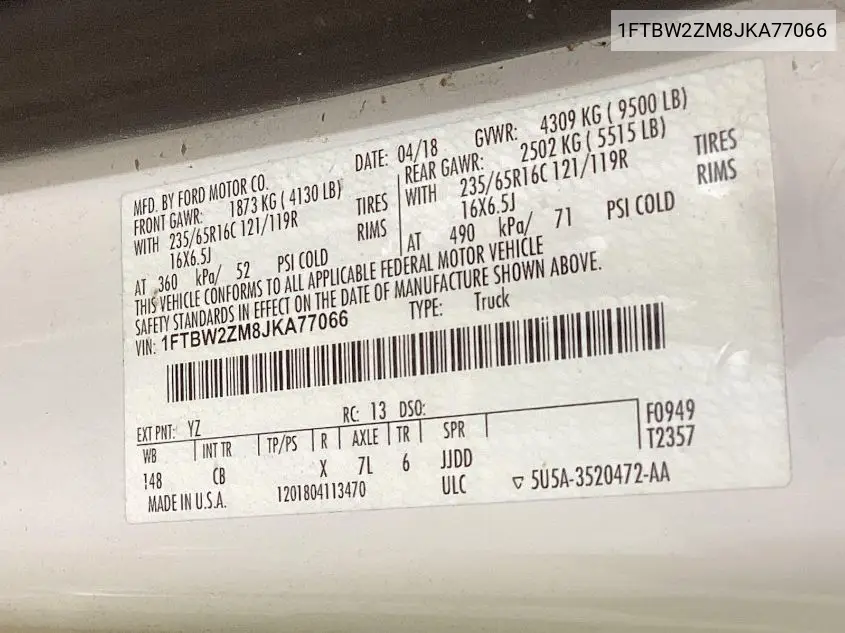 1FTBW2ZM8JKA77066
MFD. BY FORD MOTOR CO.
DATE: 04/18
GVWR: 4309 KG ( 9500 LB)
FRONT GAWR: 1873 KG ( 4130 LB)
REAR GAWR: 2502 KG ( 5515 LB)
WITH 235/65R16C 121/119R TIRES
WITH 235/65R16C 121/119R TIRES
16X6.5J RIMS
16X6.5J RIMS
AT 360 kPa/ 52 PSI COLD
AT 490 kPa/ 71 PSI COLD
THIS VEHICLE CONFORMS TO ALL APPLICABLE FEDERAL MOTOR VEHICLE
SAFETY STANDARDS IN EFFECT ON THE DATE OF MANUFACTURE SHOWN ABOVE.
VIN: 1FTBW2ZM8JKA77066
TYPE: Truck
EXT PNT: YZ RC: 13 DSO:
WB INT TR TP/PS R AXLE TR SPR F0949
T2357
148 CB X 7L 6 JJDD
MADE IN U.S.A. 1201804113470 ULC ▽ 5U5A-3520472-AA